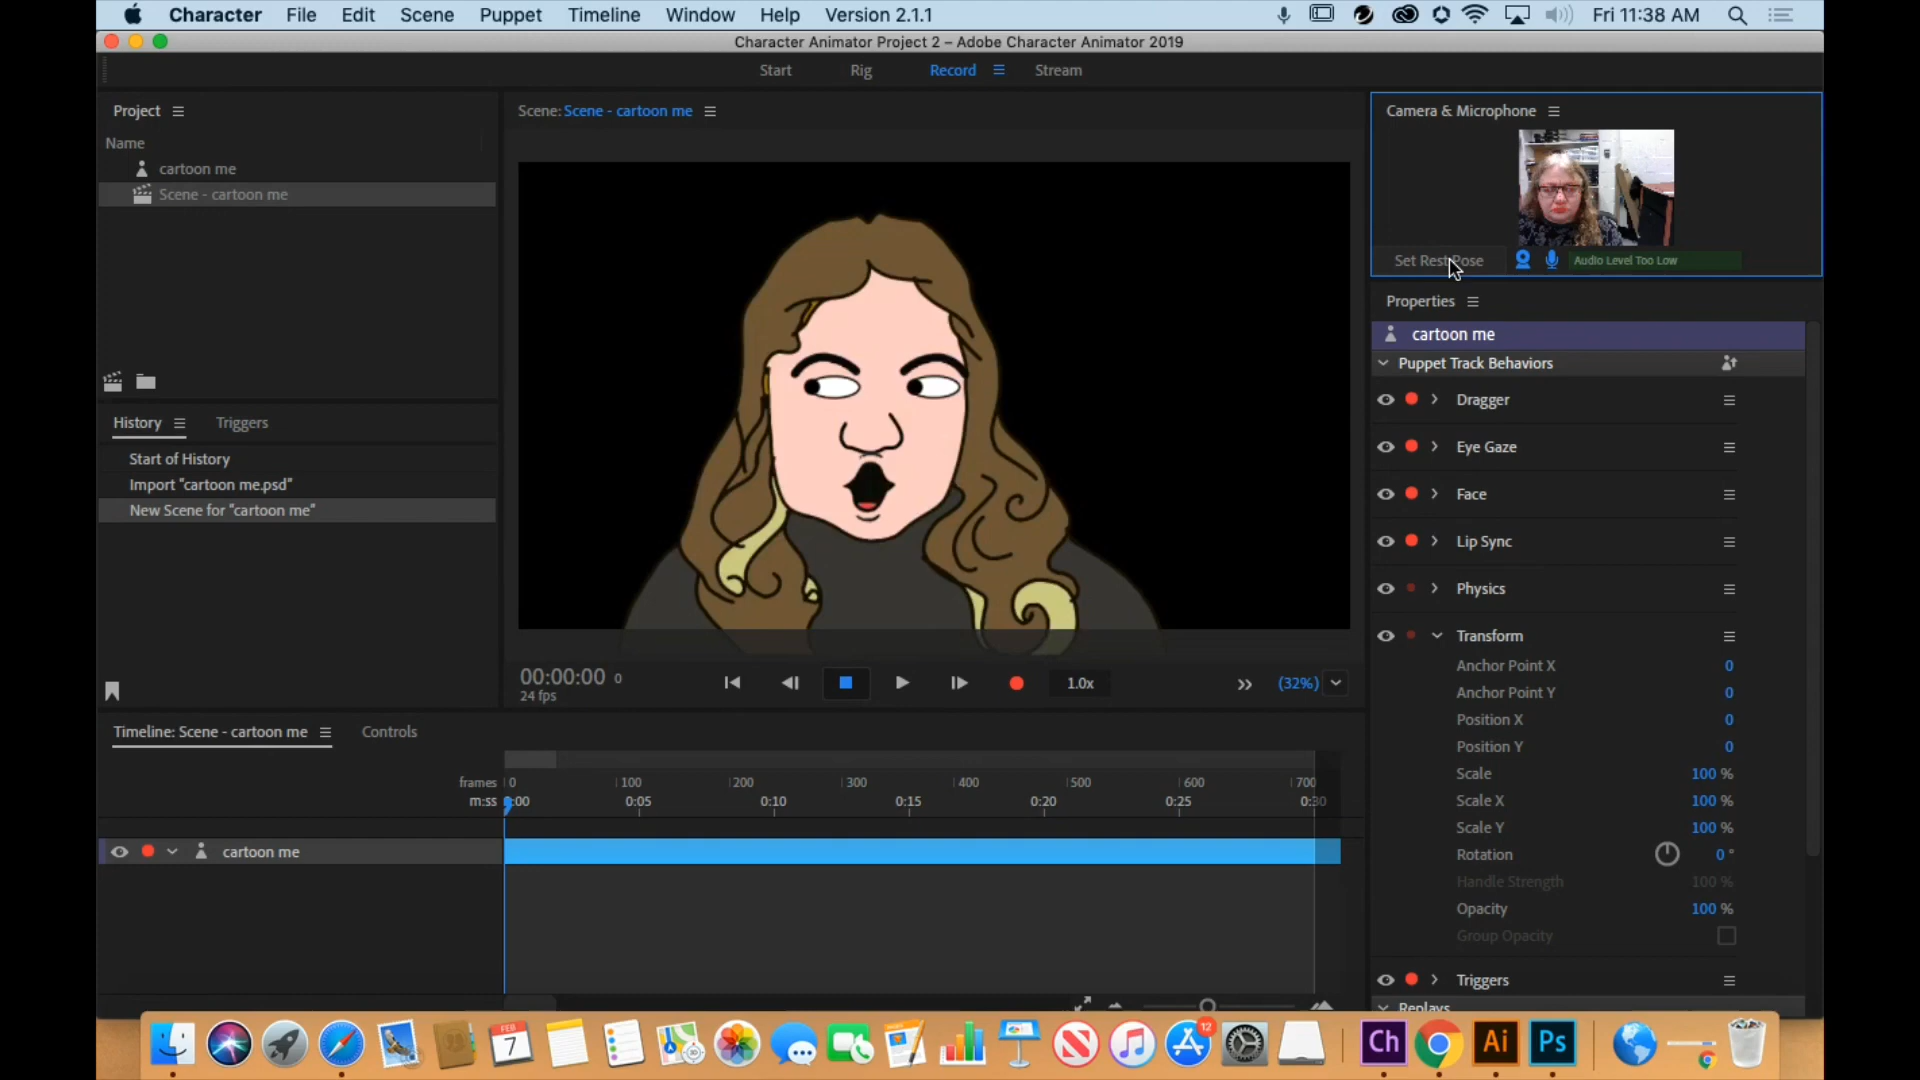 Character File Edit Scene Puppet Timeline Window Help Version 2.1.1 Fri 11:38 AM
Character Animator Project 2 – Adobe Character Animator 2019
Start Rig Record Stream
Project
Name
cartoon me
Scene - cartoon me
History Triggers
Start of History
Import "cartoon me.psd"
New Scene for "cartoon me"
Scene: Scene - cartoon me
00:00:00 0
24 fps
1.0x
(32%)
Camera & Microphone
Set Rest Pose
Audio Level Too Low
Properties
cartoon me
Puppet Track Behaviors
Dragger
Eye Gaze
Face
Lip Sync
Physics
Transform
Anchor Point X 0
Anchor Point Y 0
Position X 0
Position Y 0
Scale 100 %
Scale X 100 %
Scale Y 100 %
Rotation 0 °
Handle Strength 100 %
Opacity 100 %
Group Opacity
Triggers
Replays
Timeline: Scene - cartoon me Controls
frames 0 100 200 300 400 500 600 700
m:ss 0:00 0:05 0:10 0:15 0:20 0:25 0:30
cartoon me
FEB
7
12
Ch
Ai
Ps